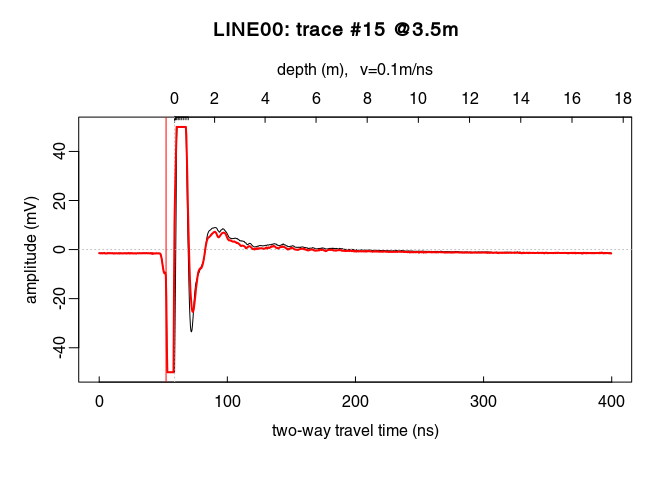 LINE00: trace #15 @3.5m
depth (m),  v=0.1m/ns
0 2 4 6 8 10 12 14 16 18
40
20
0
-20
-40
amplitude (mV)
0 100 200 300 400
two-way travel time (ns)